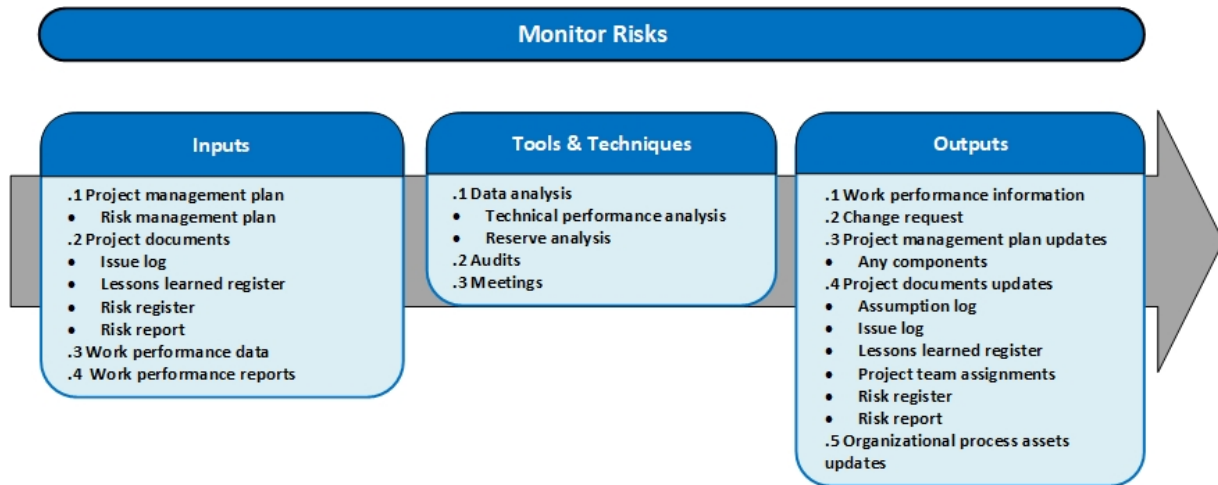 Monitor Risks
Inputs
.1 Project management plan
• Risk management plan
.2 Project documents
• Issue log
• Lessons learned register
• Risk register
• Risk report
.3 Work performance data
.4 Work performance reports
Tools & Techniques
.1 Data analysis
• Technical performance analysis
• Reserve analysis
.2 Audits
.3 Meetings
Outputs
.1 Work performance information
.2 Change request
.3 Project management plan updates
• Any components
.4 Project documents updates
• Assumption log
• Issue log
• Lessons learned register
• Project team assignments
• Risk register
• Risk report
.5 Organizational process assets
updates